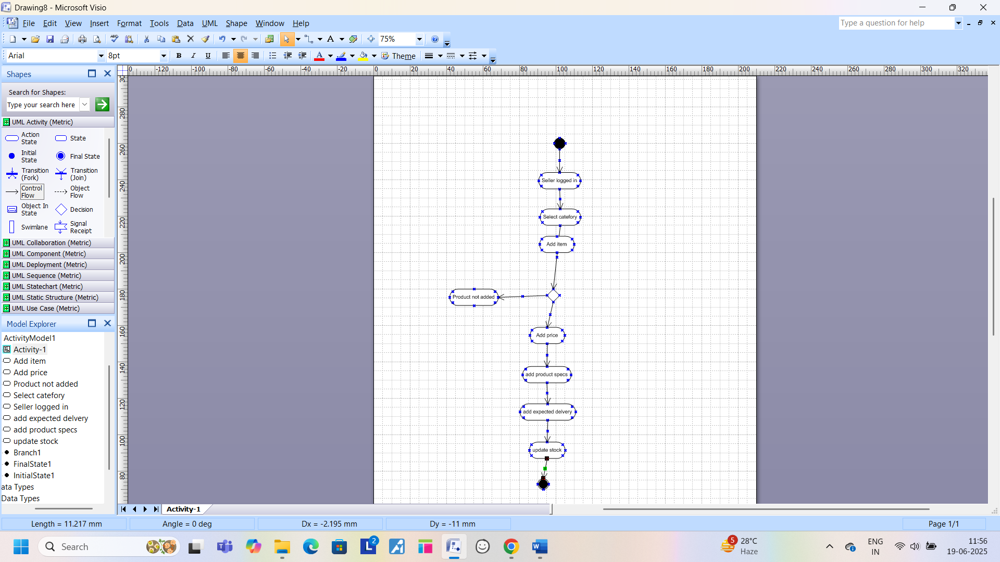 Drawing8 - Microsoft Visio
File Edit View Insert Format Tools Data UML Shape Window Help
Type a question for help
75%
Arial 8pt B I U A Theme
Shapes
Search for Shapes:
Type your search here
UML Activity (Metric)
Action State
State
Initial State
Final State
Transition (Fork)
Transition (Join)
Control Flow
Object Flow
Object In State
Decision
Swimlane
Signal Receipt
UML Collaboration (Metric)
UML Component (Metric)
UML Deployment (Metric)
UML Sequence (Metric)
UML Statechart (Metric)
UML Static Structure (Metric)
UML Use Case (Metric)
Model Explorer
ActivityModel1
Activity-1
Add item
Add price
Product not added
Select catefory
Seller logged in
add expected delvery
add product specs
update stock
Branch1
FinalState1
InitialState1
ata Types
Data Types
0 -120 -100 -80 -60 -40 -20 0 20 40 60 80 100 120 140 160 180 200 220 240 260 280 300 320
30
280
260
240
220
200
180
160
140
120
100
80
Seller logged in
Select catefory
Add item
Product not added
Add price
add product specs
add expected delvery
update stock
Activity-1
Length = 11.217 mm Angle = 0 deg Dx = -2.195 mm Dy = -11 mm Page 1/1
Search
2
5
28°C
Haze
ENG
IN
11:56
19-06-2025